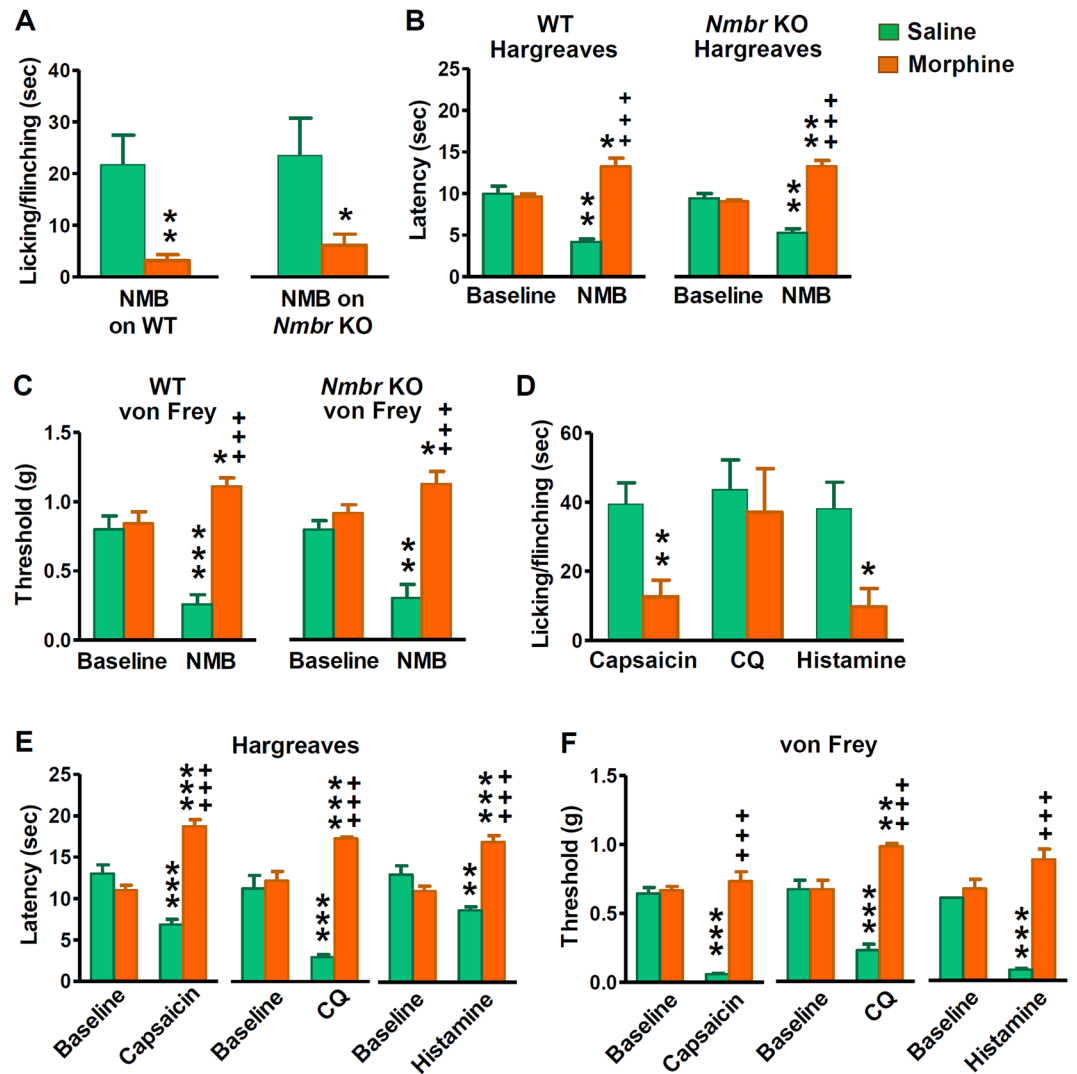 A
Licking/flinching (sec)
40
30
20
10
0
**
*
NMB
on WT
NMB on
Nmbr KO
B
WT
Hargreaves
Nmbr KO
Hargreaves
Saline
Morphine
Latency (sec)
25
20
15
10
5
0
**
*
+++
**
**
+++
Baseline
NMB
Baseline
NMB
C
WT
von Frey
Nmbr KO
von Frey
Threshold (g)
1.5
1.0
0.5
0.0
***
*
+++
**
*
+++
Baseline
NMB
Baseline
NMB
D
Licking/flinching (sec)
60
40
20
0
**
*
Capsaicin
CQ
Histamine
E
Hargreaves
Latency (sec)
25
20
15
10
5
0
***
***
+++
***
***
+++
**
***
+++
Baseline
Capsaicin
Baseline
CQ
Baseline
Histamine
F
von Frey
Threshold (g)
1.5
1.0
0.5
0.0
***
+++
***
**
+++
***
+++
Baseline
Capsaicin
Baseline
CQ
Baseline
Histamine